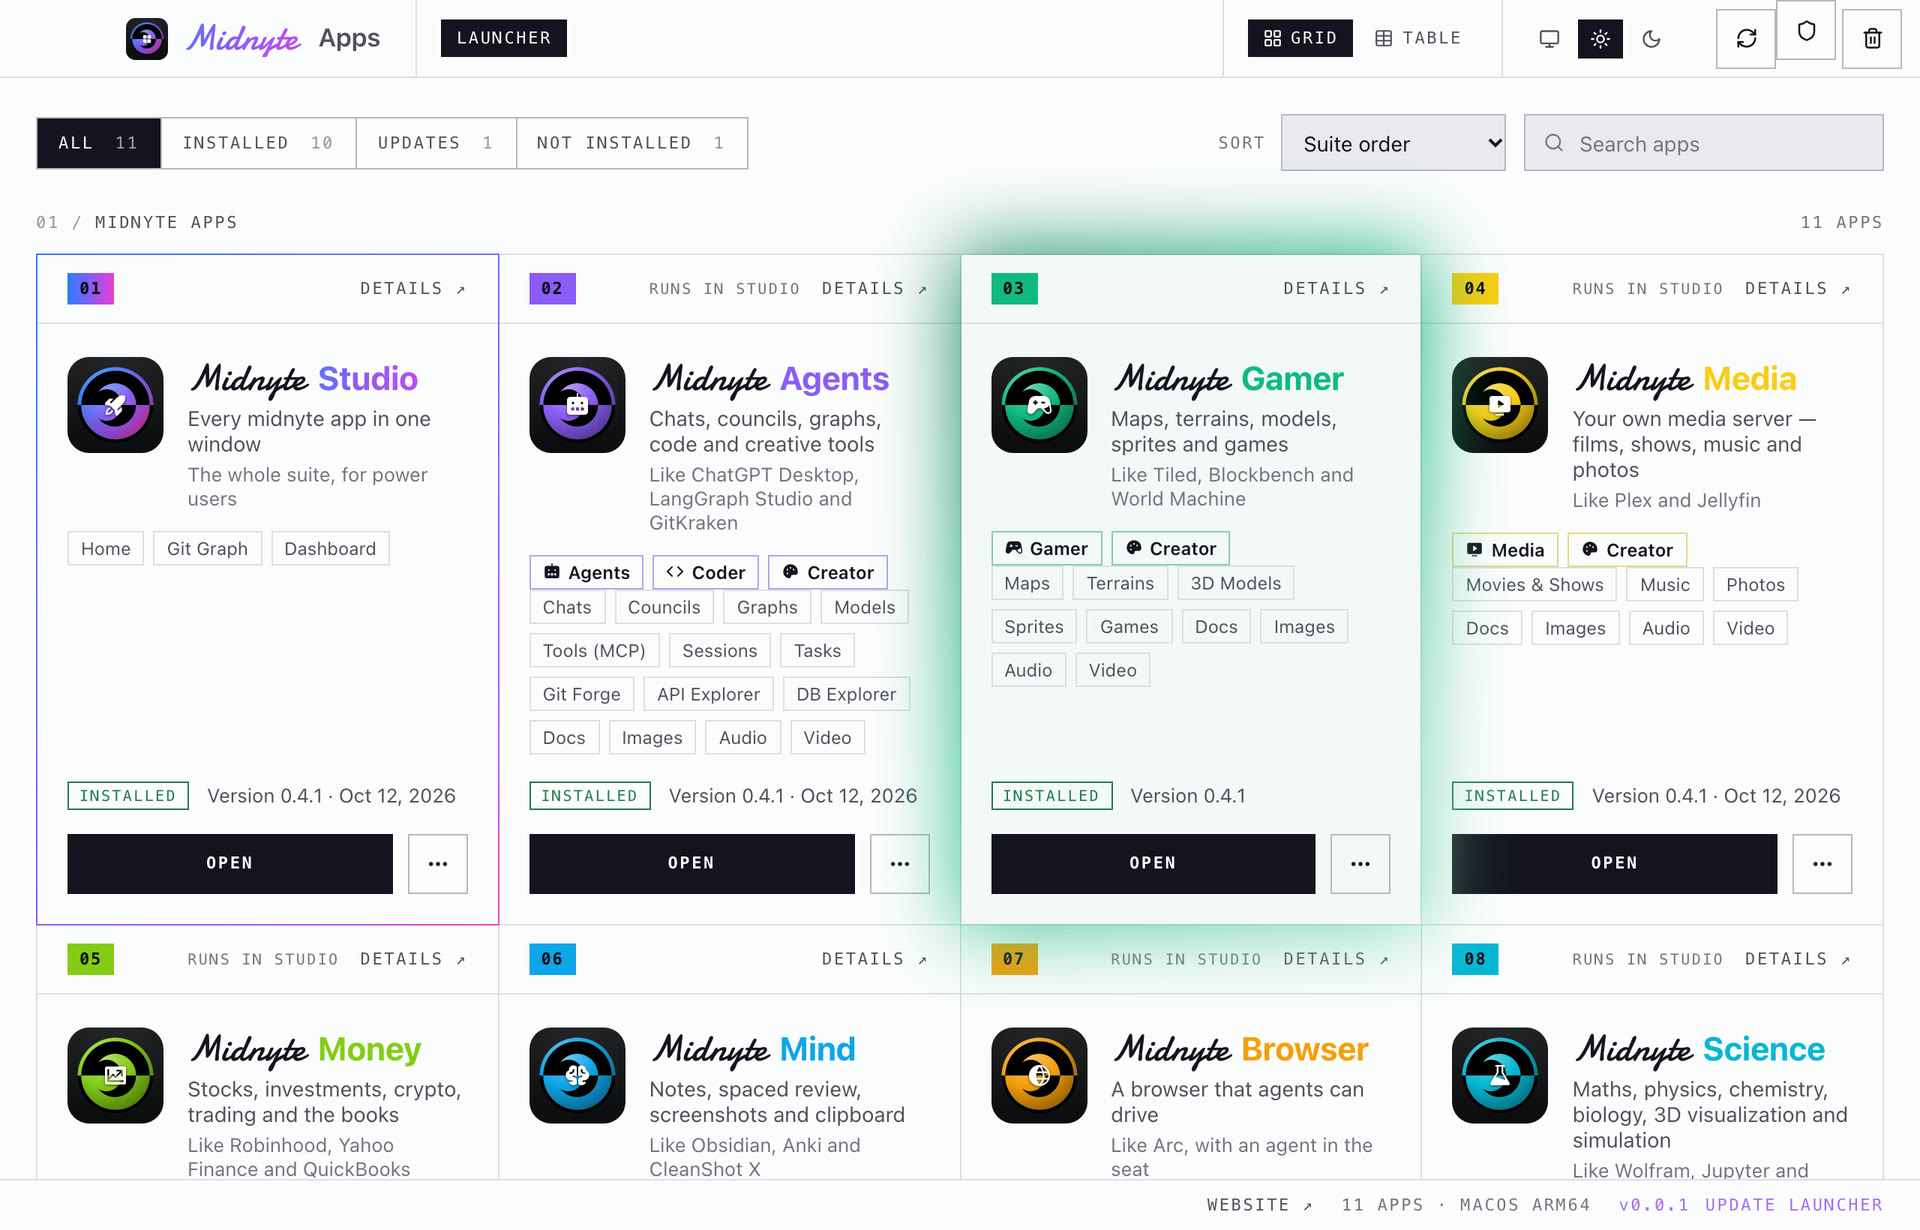 Midnyte Apps
LAUNCHER
GRID
TABLE
ALL 11
INSTALLED 10
UPDATES 1
NOT INSTALLED 1
SORT
Suite order
Search apps
01 / MIDNYTE APPS
11 APPS
01
DETAILS ↗
Midnyte Studio
Every midnyte app in one
window
The whole suite, for power
users
Home
Git Graph
Dashboard
INSTALLED
Version 0.4.1 · Oct 12, 2026
OPEN
02
RUNS IN STUDIO
DETAILS ↗
Midnyte Agents
Chats, councils, graphs,
code and creative tools
Like ChatGPT Desktop,
LangGraph Studio and
GitKraken
Agents
Coder
Creator
Chats
Councils
Graphs
Models
Tools (MCP)
Sessions
Tasks
Git Forge
API Explorer
DB Explorer
Docs
Images
Audio
Video
INSTALLED
Version 0.4.1 · Oct 12, 2026
OPEN
03
DETAILS ↗
Midnyte Gamer
Maps, terrains, models,
sprites and games
Like Tiled, Blockbench and
World Machine
Gamer
Creator
Maps
Terrains
3D Models
Sprites
Games
Docs
Images
Audio
Video
INSTALLED
Version 0.4.1
OPEN
04
RUNS IN STUDIO
DETAILS ↗
Midnyte Media
Your own media server —
films, shows, music and
photos
Like Plex and Jellyfin
Media
Creator
Movies & Shows
Music
Photos
Docs
Images
Audio
Video
INSTALLED
Version 0.4.1 · Oct 12, 2026
OPEN
05
RUNS IN STUDIO
DETAILS ↗
Midnyte Money
Stocks, investments, crypto,
trading and the books
Like Robinhood, Yahoo
Finance and QuickBooks
06
DETAILS ↗
Midnyte Mind
Notes, spaced review,
screenshots and clipboard
Like Obsidian, Anki and
CleanShot X
07
RUNS IN STUDIO
DETAILS ↗
Midnyte Browser
A browser that agents can
drive
Like Arc, with an agent in the
seat
08
RUNS IN STUDIO
DETAILS ↗
Midnyte Science
Maths, physics, chemistry,
biology, 3D visualization and
simulation
Like Wolfram, Jupyter and
WEBSITE ↗
11 APPS · MACOS ARM64
v0.0.1 UPDATE LAUNCHER